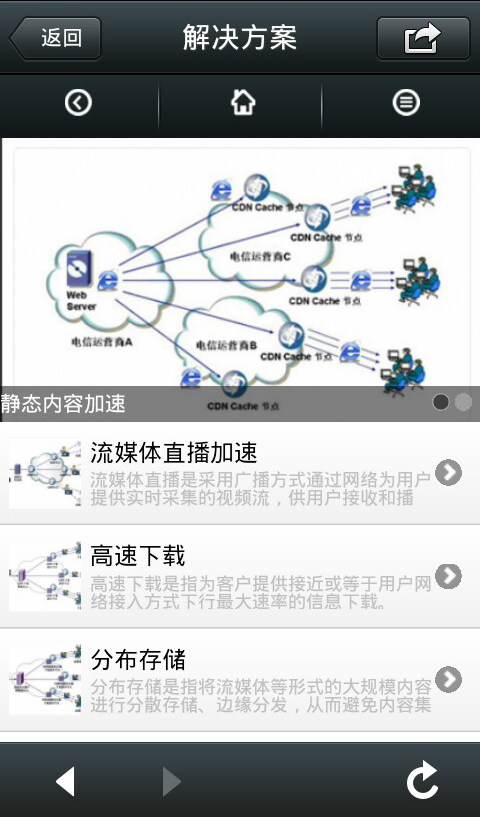 返回
解决方案
CDN Cache 节点
CDN Cache 节点
电信运营商C
CDN Cache 节点
Web
Server
电信运营商A
电信运营商B
CDN Cache 节点
CDN Cache 节点
静态内容加速
流媒体直播加速
流媒体直播是采用广播方式通过网络为用户
提供实时采集的视频流，供用户接收和播
高速下载
高速下载是指为客户提供接近或等于用户网
络接入方式下行最大速率的信息下载。
分布存储
分布存储是指将流媒体等形式的大规模内容
进行分散存储、边缘分发，从而避免内容集